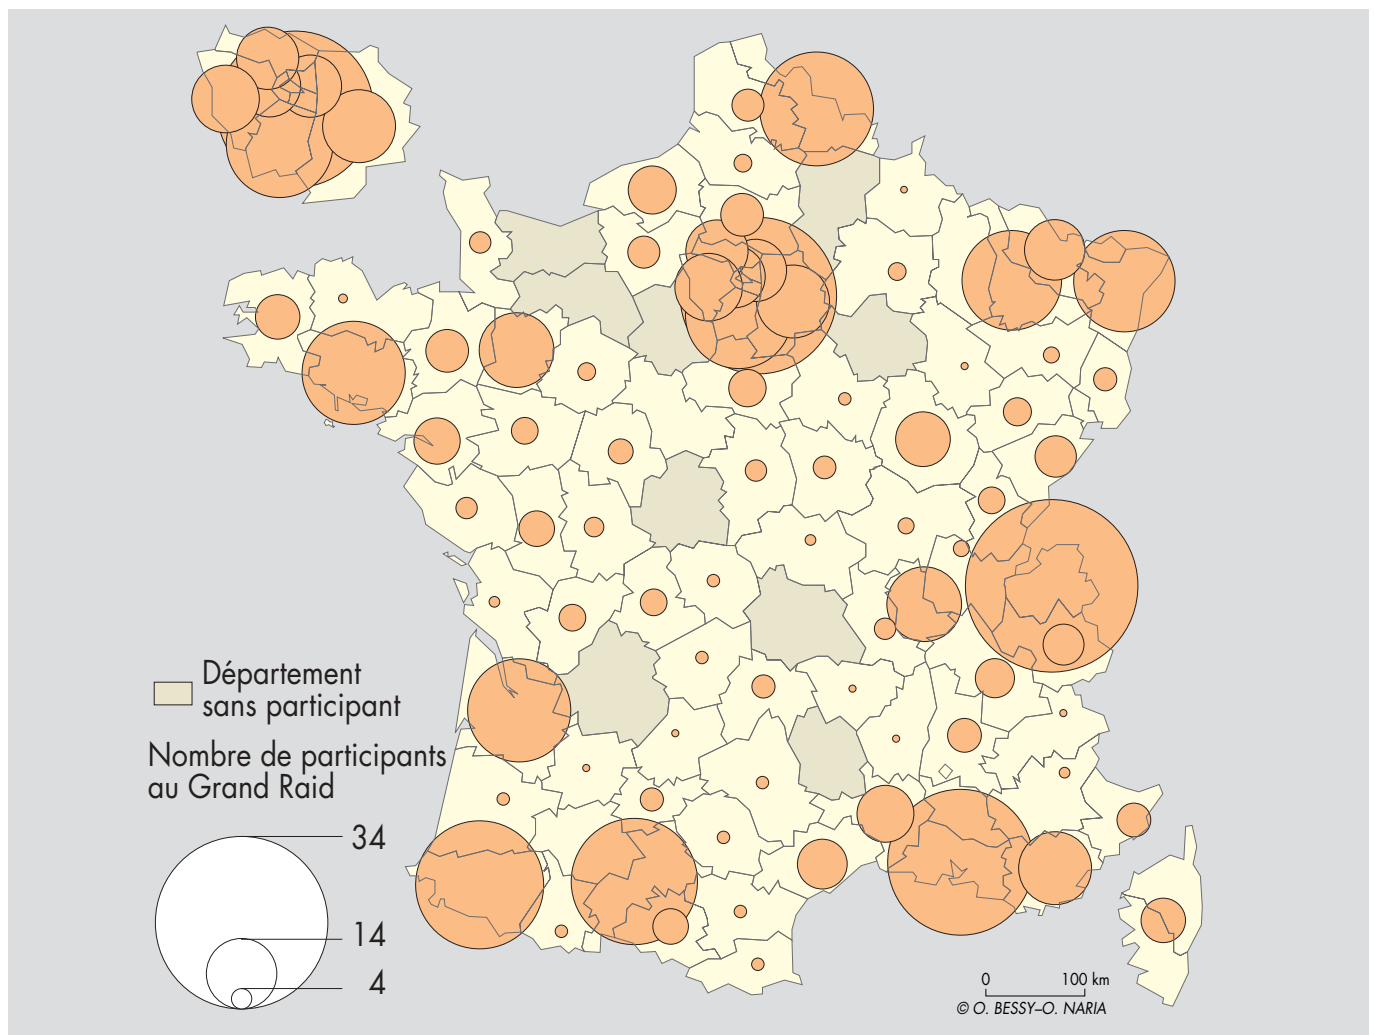 Département
sans participant
Nombre de participants
au Grand Raid
34
14
4
0 100 km
© O. BESSY–O. NARIA